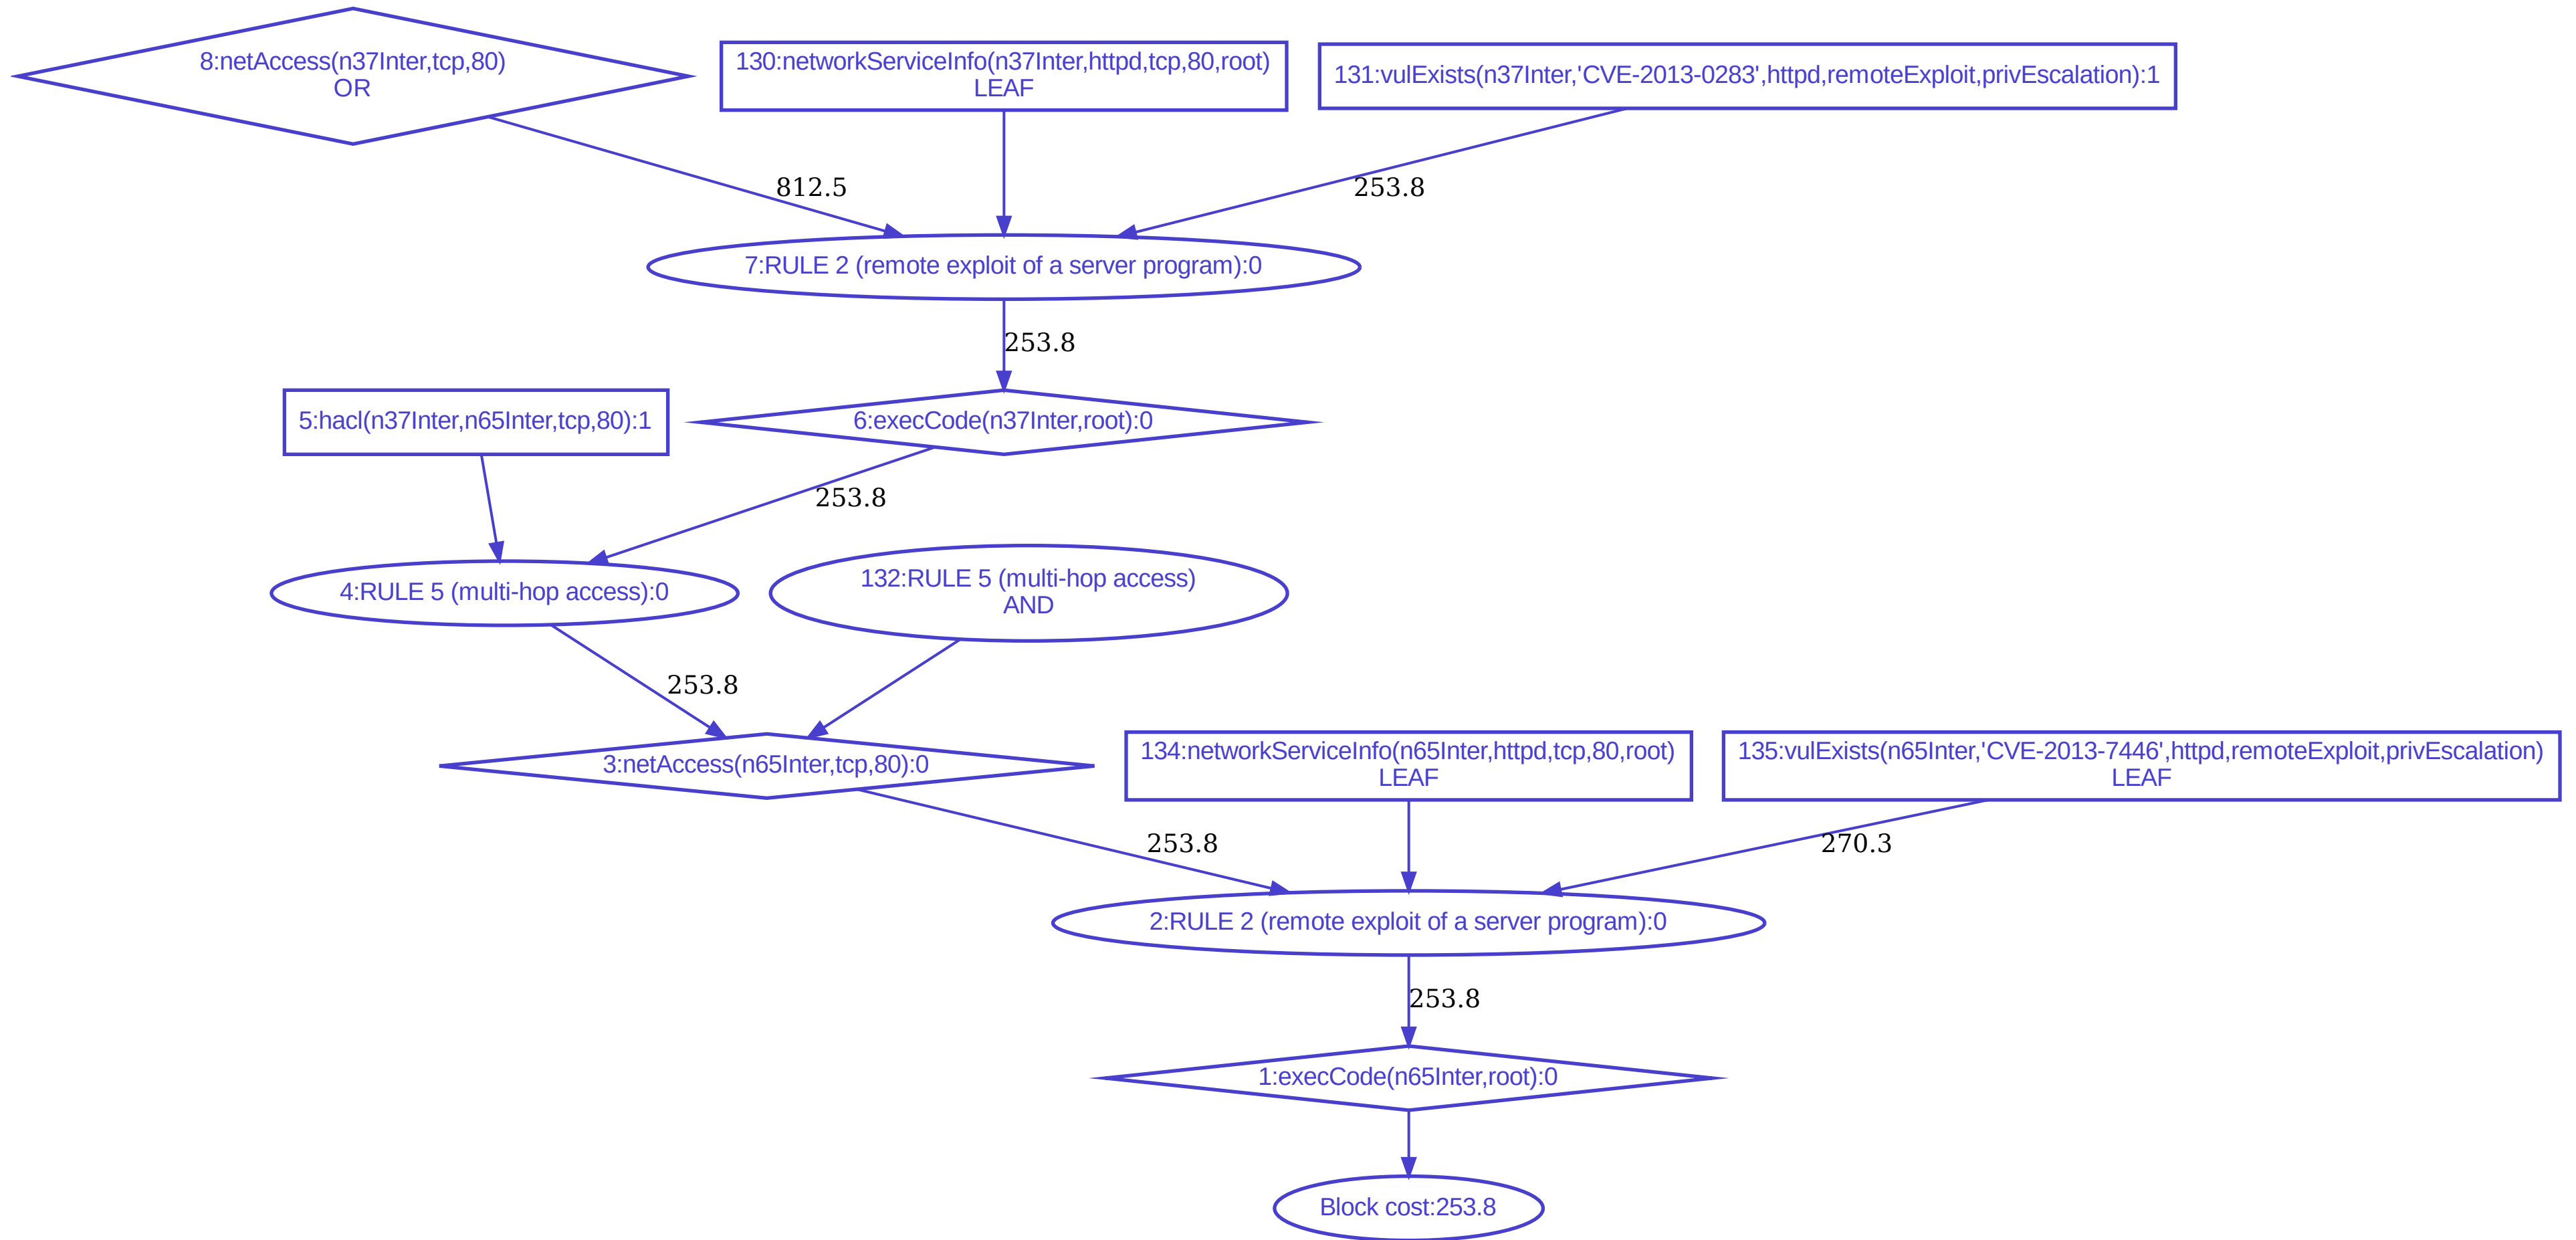 8:netAccess(n37Inter,tcp,80)
OR
130:networkServiceInfo(n37Inter,httpd,tcp,80,root)
LEAF
131:vulExists(n37Inter,'CVE-2013-0283',httpd,remoteExploit,privEscalation):1
812.5
253.8
7:RULE 2 (remote exploit of a server program):0
253.8
5:hacl(n37Inter,n65Inter,tcp,80):1
6:execCode(n37Inter,root):0
253.8
4:RULE 5 (multi-hop access):0
132:RULE 5 (multi-hop access)
AND
253.8
3:netAccess(n65Inter,tcp,80):0
134:networkServiceInfo(n65Inter,httpd,tcp,80,root)
LEAF
135:vulExists(n65Inter,'CVE-2013-7446',httpd,remoteExploit,privEscalation)
LEAF
253.8
270.3
2:RULE 2 (remote exploit of a server program):0
253.8
1:execCode(n65Inter,root):0
Block cost:253.8